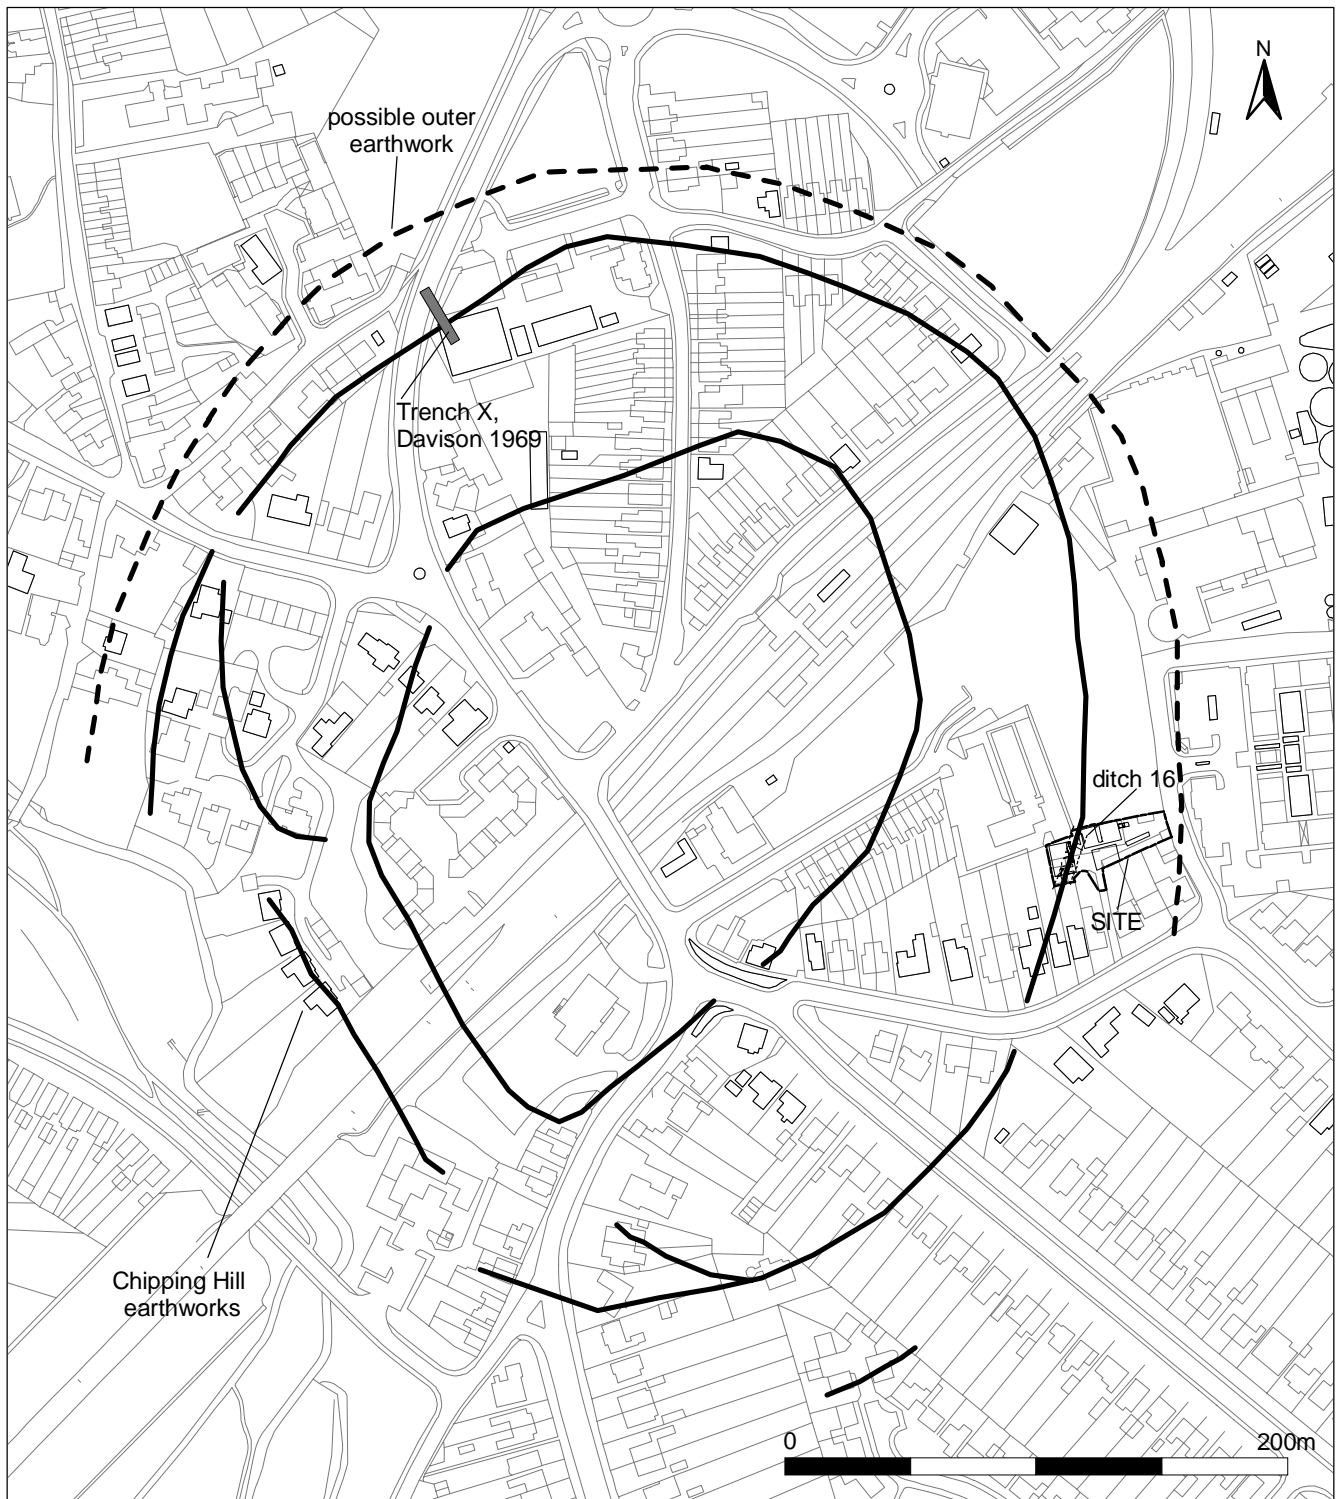 N
possible outer
earthwork
Trench X,
Davison 1969
ditch 16
SITE
Chipping Hill
earthworks
0
200m